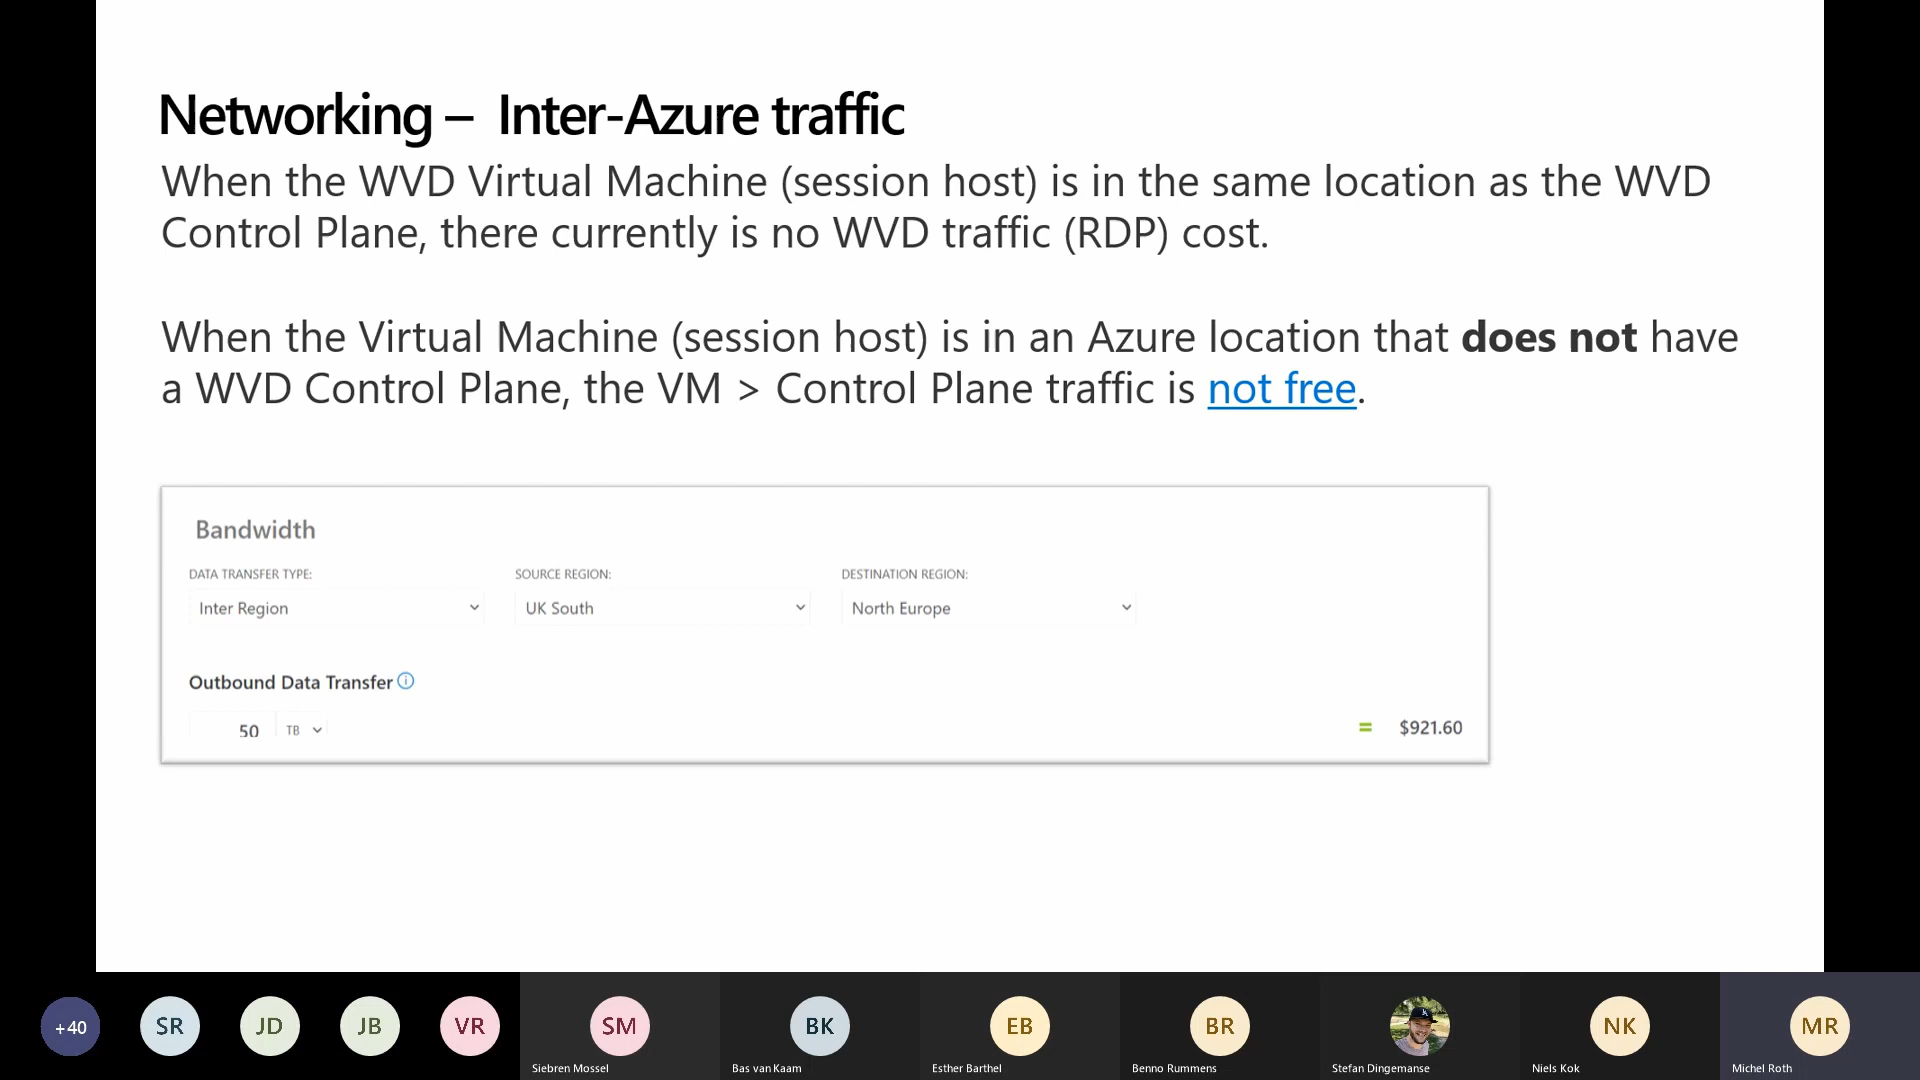 Networking – Inter-Azure traffic
When the WVD Virtual Machine (session host) is in the same location as the WVD
Control Plane, there currently is no WVD traffic (RDP) cost.
When the Virtual Machine (session host) is in an Azure location that does not have
a WVD Control Plane, the VM > Control Plane traffic is not free.
Bandwidth
DATA TRANSFER TYPE: SOURCE REGION: DESTINATION REGION:
Inter Region UK South North Europe
Outbound Data Transfer
50 TB = $921.60
+40 SR JD JB VR SM BK EB BR NK MR
Siebren Mossel Bas van Kaam Esther Barthel Benno Rummens Stefan Dingemanse Niels Kok Michel Roth